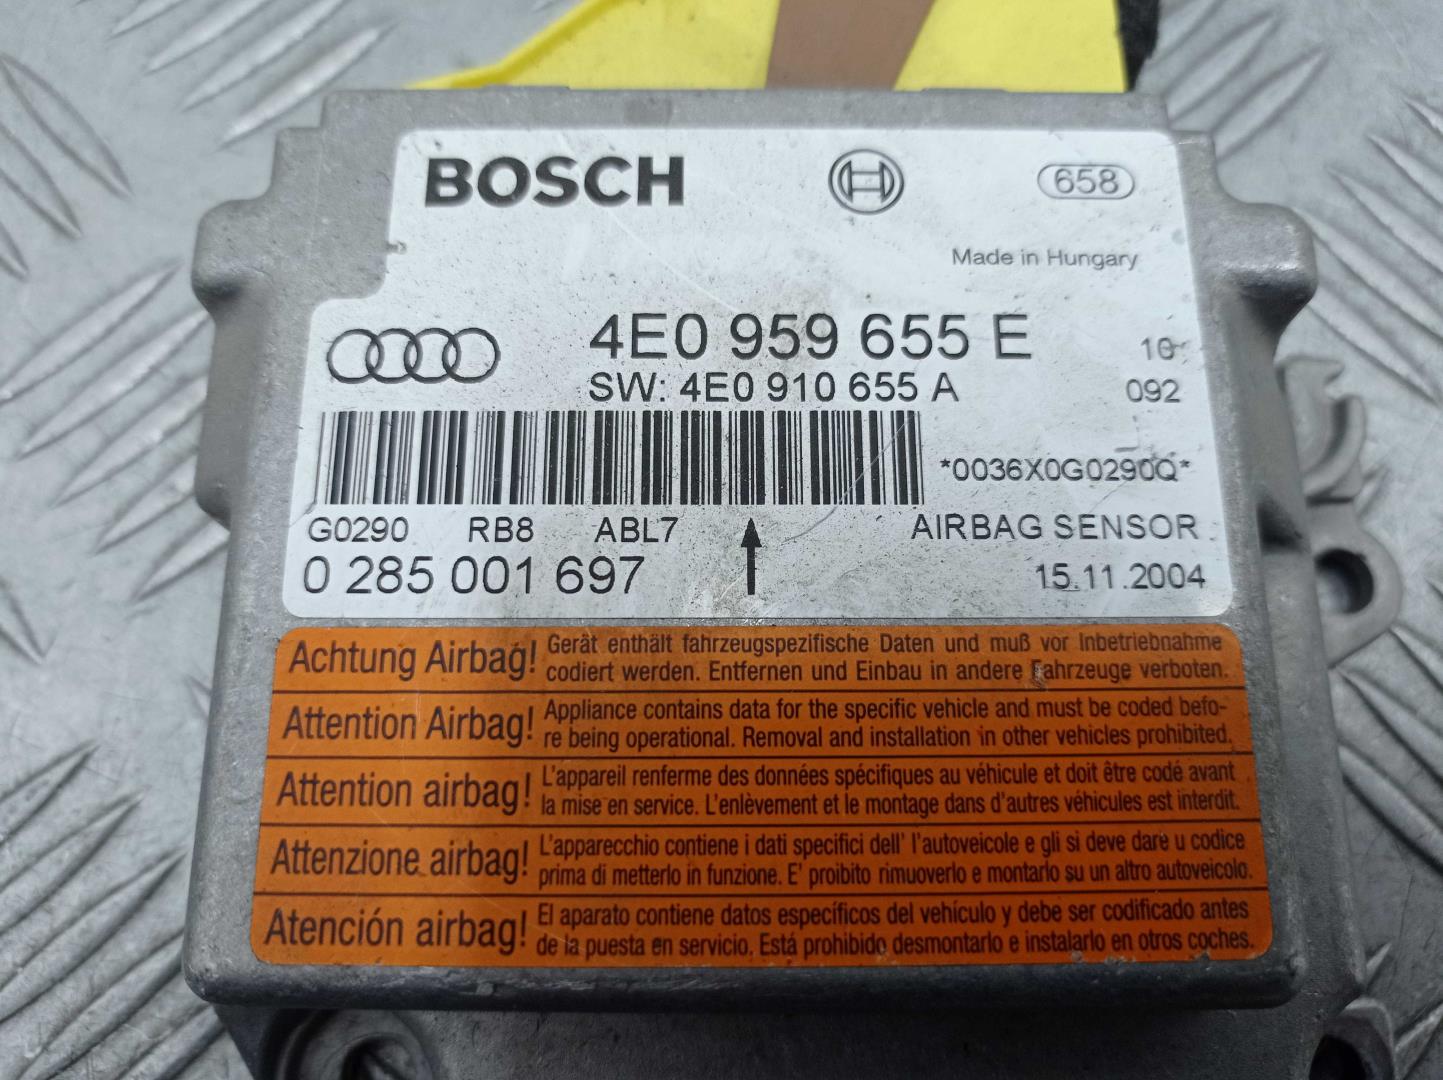 BOSCH
658
Made in Hungary
4E0 959 655 E
SW: 4E0 910 655 A
092
*0036X0G0290Q*
G0290 RB8 ABL7
AIRBAG SENSOR
0 285 001 697
15.11.2004
Achtung Airbag!
Gerät enthält fahrzeugspezifische Daten und muß vor Inbetriebnahme
codiert werden. Entfernen und Einbau in andere Fahrzeuge verboten.
Attention Airbag!
Appliance contains data for the specific vehicle and must be coded befo-
re being operational. Removal and installation in other vehicles prohibited.
Attention airbag!
L'appareil renferme des données spécifiques au véhicule et doit être codé avant
la mise en service. L'enlèvement et le montage dans d'autres véhicules est interdit.
Attenzione airbag!
L'apparecchio contiene i dati specifici dell' l'autoveicole e gli si deve dare u codice
prima di metterlo in funzione. E' proibito rimuoverlo e montarlo su un altro autoveicolo.
Atención airbag!
El aparato contiene datos específicos del vehículo y debe ser codificado antes
de la puesta en servicio. Está prohibido desmontarlo e instalarlo en otros coches.